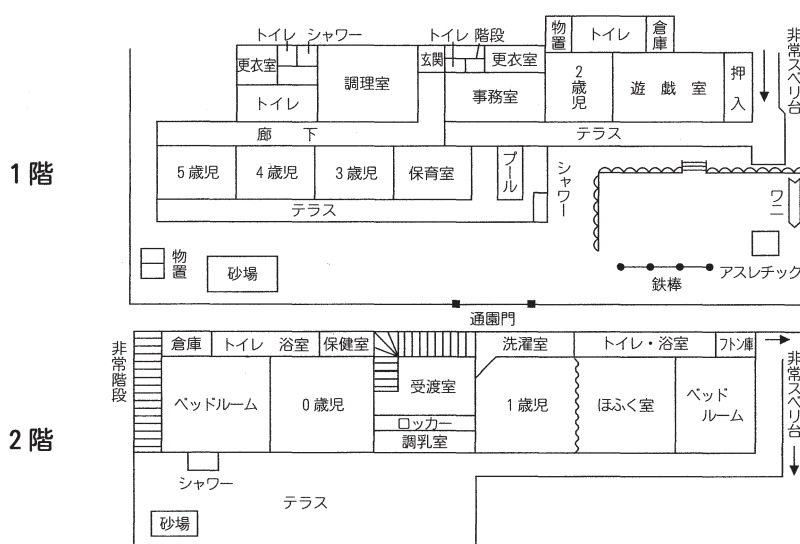 トイレ シャワー
トイレ 階段
物置
トイレ
倉庫
非常スベリ台
更衣室
玄関
更衣室
調理室
2歳児
遊戯室
押入
トイレ
事務室
廊下
テラス
1階
5歳児
4歳児
3歳児
保育室
プール
シャワー
ワニ
テラス
物置
砂場
鉄棒
アスレチック
通園門
非常階段
倉庫
トイレ 浴室
保健室
洗濯室
トイレ・浴室
フトン庫
非常スベリ台
ベッドルーム
0歳児
受渡室
1歳児
ほふく室
ベッド
ルーム
ロッカー
調乳室
2階
シャワー
テラス
砂場